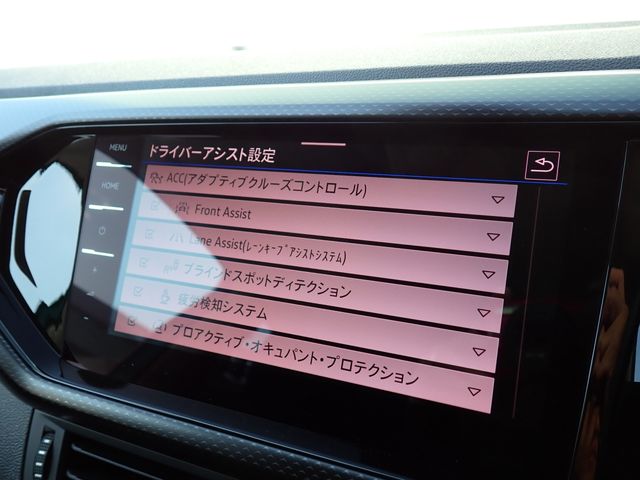 MENU
HOME
ドライバーアシスト設定
ACC(アダプティブクルーズコントロール)
Front Assist
Lane Assist(ﾚｰﾝｷｰﾌﾟｱｼｽﾄｼｽﾃﾑ)
ブラインドスポットディテクション
疲労検知システム
プロアクティブ・オキュパント・プロテクション